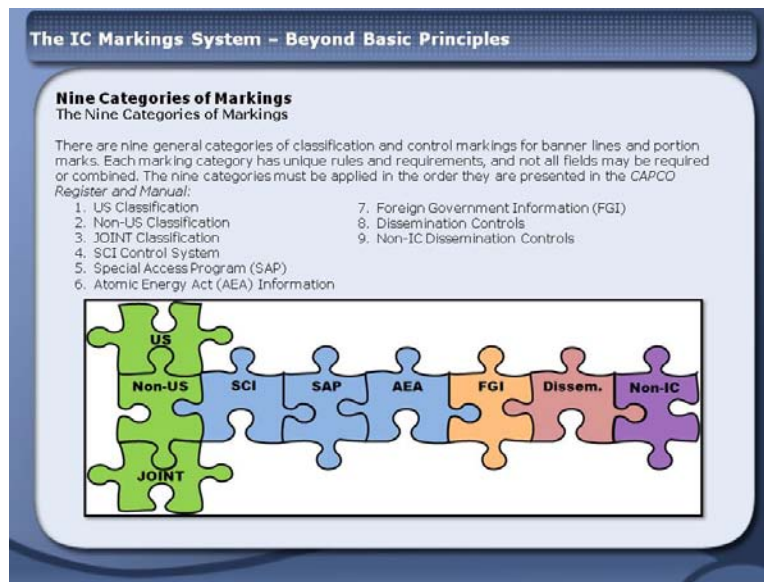 The IC Markings System – Beyond Basic Principles
Nine Categories of Markings
The Nine Categories of Markings
There are nine general categories of classification and control markings for banner lines and portion
marks. Each marking category has unique rules and requirements, and not all fields may be required
or combined. The nine categories must be applied in the order they are presented in the CAPCO
Register and Manual:
1. US Classification
2. Non-US Classification
3. JOINT Classification
4. SCI Control System
5. Special Access Program (SAP)
6. Atomic Energy Act (AEA) Information
7. Foreign Government Information (FGI)
8. Dissemination Controls
9. Non-IC Dissemination Controls
US
Non-US SCI SAP AEA FGI Dissem. Non-IC
JOINT